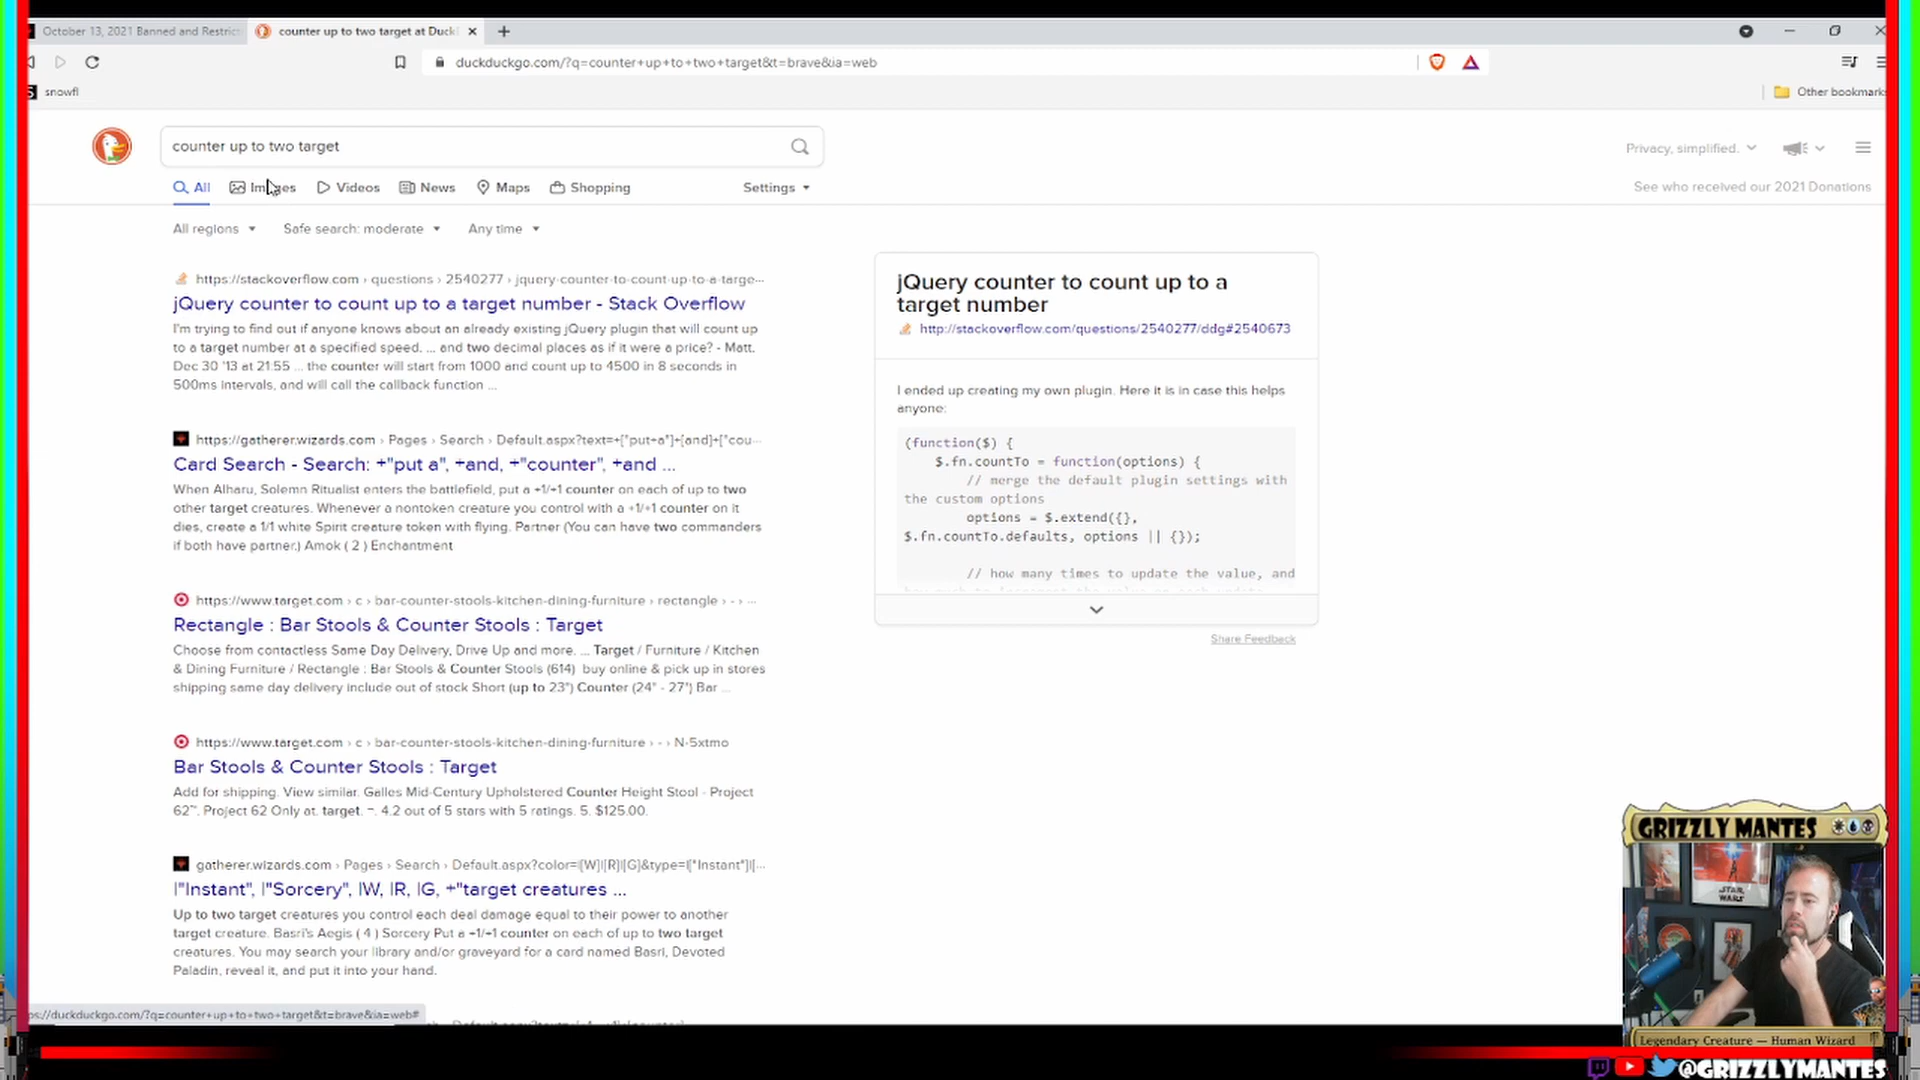 October 13, 2021 Banned and Restric
counter up to two target at Duck
duckduckgo.com/?q=counter+up+to+two+target&t=brave&ia=web
snowfl
Other bookmark
counter up to two target
Privacy, simplified.
All
Images
Videos
News
Maps
Shopping
Settings
See who received our 2021 Donations
All regions
Safe search: moderate
Any time
https://stackoverflow.com › questions › 2540277 › jquery-counter-to-count-up-to-a-targe...
jQuery counter to count up to a target number - Stack Overflow
I'm trying to find out if anyone knows about an already existing jQuery plugin that will count up
to a target number at a specified speed. ... and two decimal places as if it were a price? - Matt.
Dec 30 '13 at 21:55 ... the counter will start from 1000 and count up to 4500 in 8 seconds in
500ms intervals, and will call the callback function ...
https://gatherer.wizards.com › Pages › Search › Default.aspx?text=+["put+a"]+[and]+["cou...
Card Search - Search: +"put a", +and, +"counter", +and ...
When Alharu, Solemn Ritualist enters the battlefield, put a +1/+1 counter on each of up to two
other target creatures. Whenever a nontoken creature you control with a +1/+1 counter on it
dies, create a 1/1 white Spirit creature token with flying. Partner (You can have two commanders
if both have partner.) Amok ( 2 ) Enchantment
https://www.target.com › c › bar-counter-stools-kitchen-dining-furniture › rectangle › - › ...
Rectangle : Bar Stools & Counter Stools : Target
Choose from contactless Same Day Delivery, Drive Up and more. ... Target / Furniture / Kitchen
& Dining Furniture / Rectangle : Bar Stools & Counter Stools (614) buy online & pick up in stores
shipping same day delivery include out of stock Short (up to 23") Counter (24" - 27") Bar ...
https://www.target.com › c › bar-counter-stools-kitchen-dining-furniture › - › N-5xtmo
Bar Stools & Counter Stools : Target
Add for shipping. View similar. Galles Mid-Century Upholstered Counter Height Stool - Project
62™. Project 62 Only at. target. ¬. 4.2 out of 5 stars with 5 ratings. 5. $125.00.
gatherer.wizards.com › Pages › Search › Default.aspx?color=|[W]|[R]|[G]&type=|["Instant"]|[...
|"Instant", |"Sorcery", |W, |R, |G, +"target creatures ...
Up to two target creatures you control each deal damage equal to their power to another
target creature. Basri's Aegis ( 4 ) Sorcery Put a +1/+1 counter on each of up to two target
creatures. You may search your library and/or graveyard for a card named Basri, Devoted
Paladin, reveal it, and put it into your hand.
ps://duckduckgo.com/?q=counter+up+to+two+target&t=brave&ia=web#
jQuery counter to count up to a
target number
http://stackoverflow.com/questions/2540277/ddg#2540673
I ended up creating my own plugin. Here it is in case this helps
anyone:
(function($) {
$.fn.countTo = function(options) {
// merge the default plugin settings with
the custom options
options = $.extend({},
$.fn.countTo.defaults, options || {});
// how many times to update the value, and
Share Feedback
GRIZZLY MANTES
STAR WARS
Legendary Creature — Human Wizard
@GRIZZLYMANTES